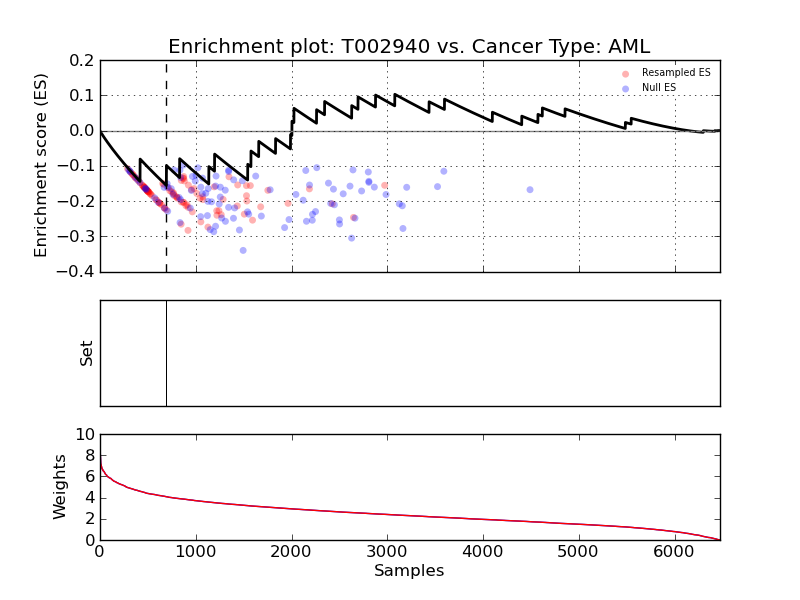 Enrichment plot: T002940 vs. Cancer Type: AML
Enrichment score (ES)
0.2
0.1
0.0
−0.1
−0.2
−0.3
−0.4
Resampled ES
Null ES
Set
Weights
10
8
6
4
2
0
0 1000 2000 3000 4000 5000 6000
Samples